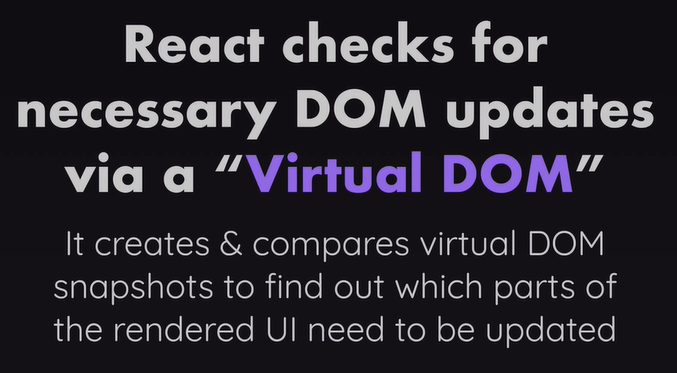 React checks for
necessary DOM updates
via a “Virtual DOM”
It creates & compares virtual DOM
snapshots to find out which parts of
the rendered UI need to be updated